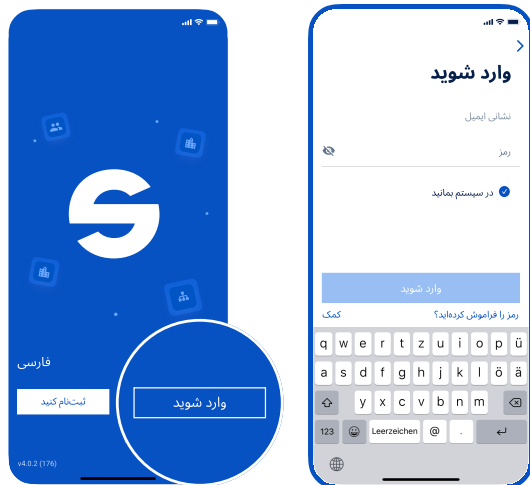 فارسی
ثبت‌نام کنید
وارد شوید
v4.0.2 (176)
وارد شوید
نشانی ایمیل
رمز
در سیستم بمانید
وارد شوید
رمز را فراموش کرده‌اید؟
کمک
q w e r t z u i o p ü
a s d f g h j k l ö ä
y x c v b n m
123 Leerzeichen @ .